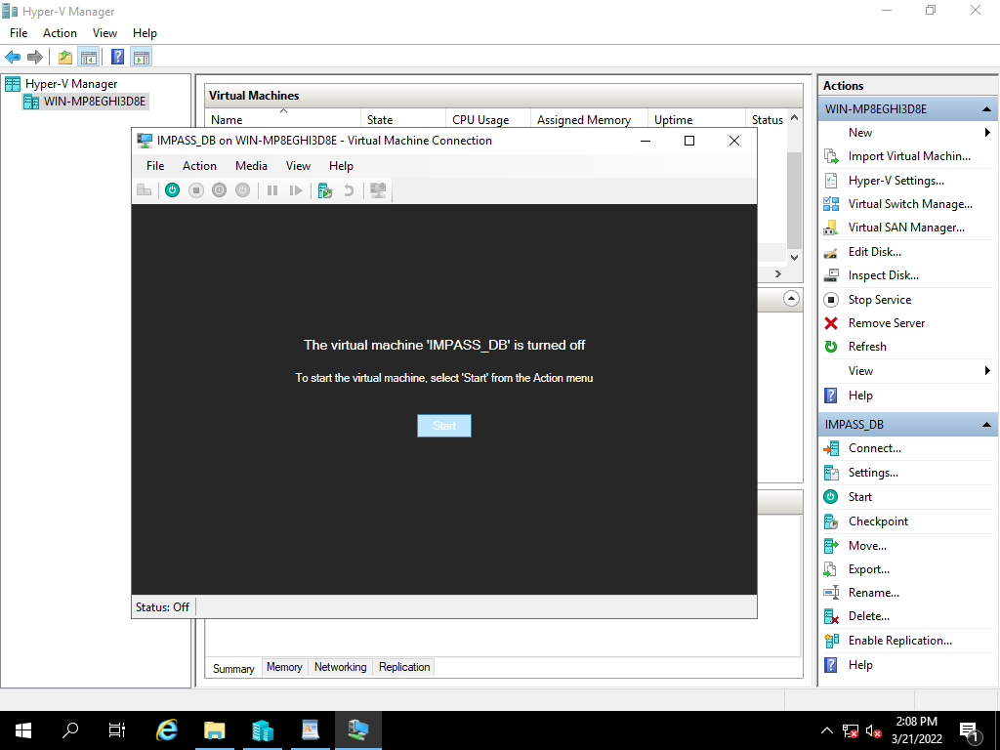 Hyper-V Manager
File Action View Help
Hyper-V Manager
WIN-MP8EGHI3D8E
Virtual Machines
Name State CPU Usage Assigned Memory Uptime Status
IMPASS_DB on WIN-MP8EGHI3D8E - Virtual Machine Connection
File Action Media View Help
The virtual machine 'IMPASS_DB' is turned off
To start the virtual machine, select 'Start' from the Action menu
Start
Status: Off
Summary Memory Networking Replication
Actions
WIN-MP8EGHI3D8E
New
Import Virtual Machin...
Hyper-V Settings...
Virtual Switch Manage...
Virtual SAN Manager...
Edit Disk...
Inspect Disk...
Stop Service
Remove Server
Refresh
View
Help
IMPASS_DB
Connect...
Settings...
Start
Checkpoint
Move...
Export...
Rename...
Delete...
Enable Replication...
Help
2:08 PM
3/21/2022
1